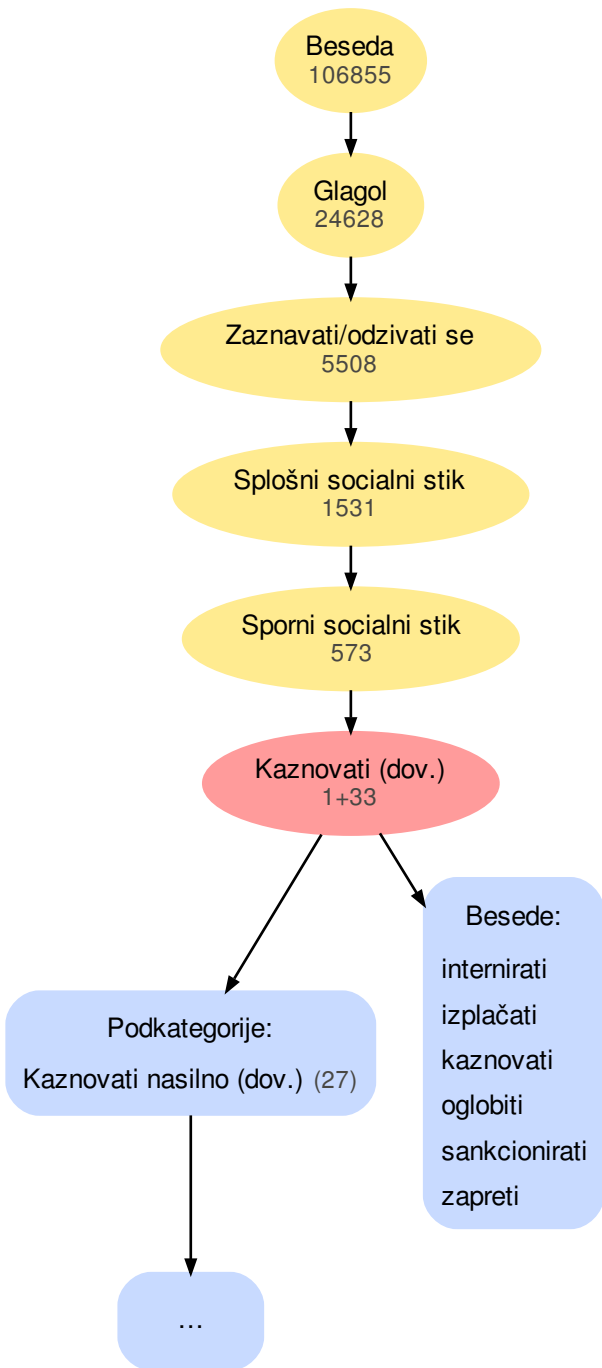 Beseda
106855
Glagol
24628
Zaznavati/odzivati se
5508
Splošni socialni stik
1531
Sporni socialni stik
573
Kaznovati (dov.)
1+33
Podkategorije:
Kaznovati nasilno (dov.) (27)
...
Besede:
internirati
izplačati
kaznovati
oglobiti
sankcionirati
zapreti